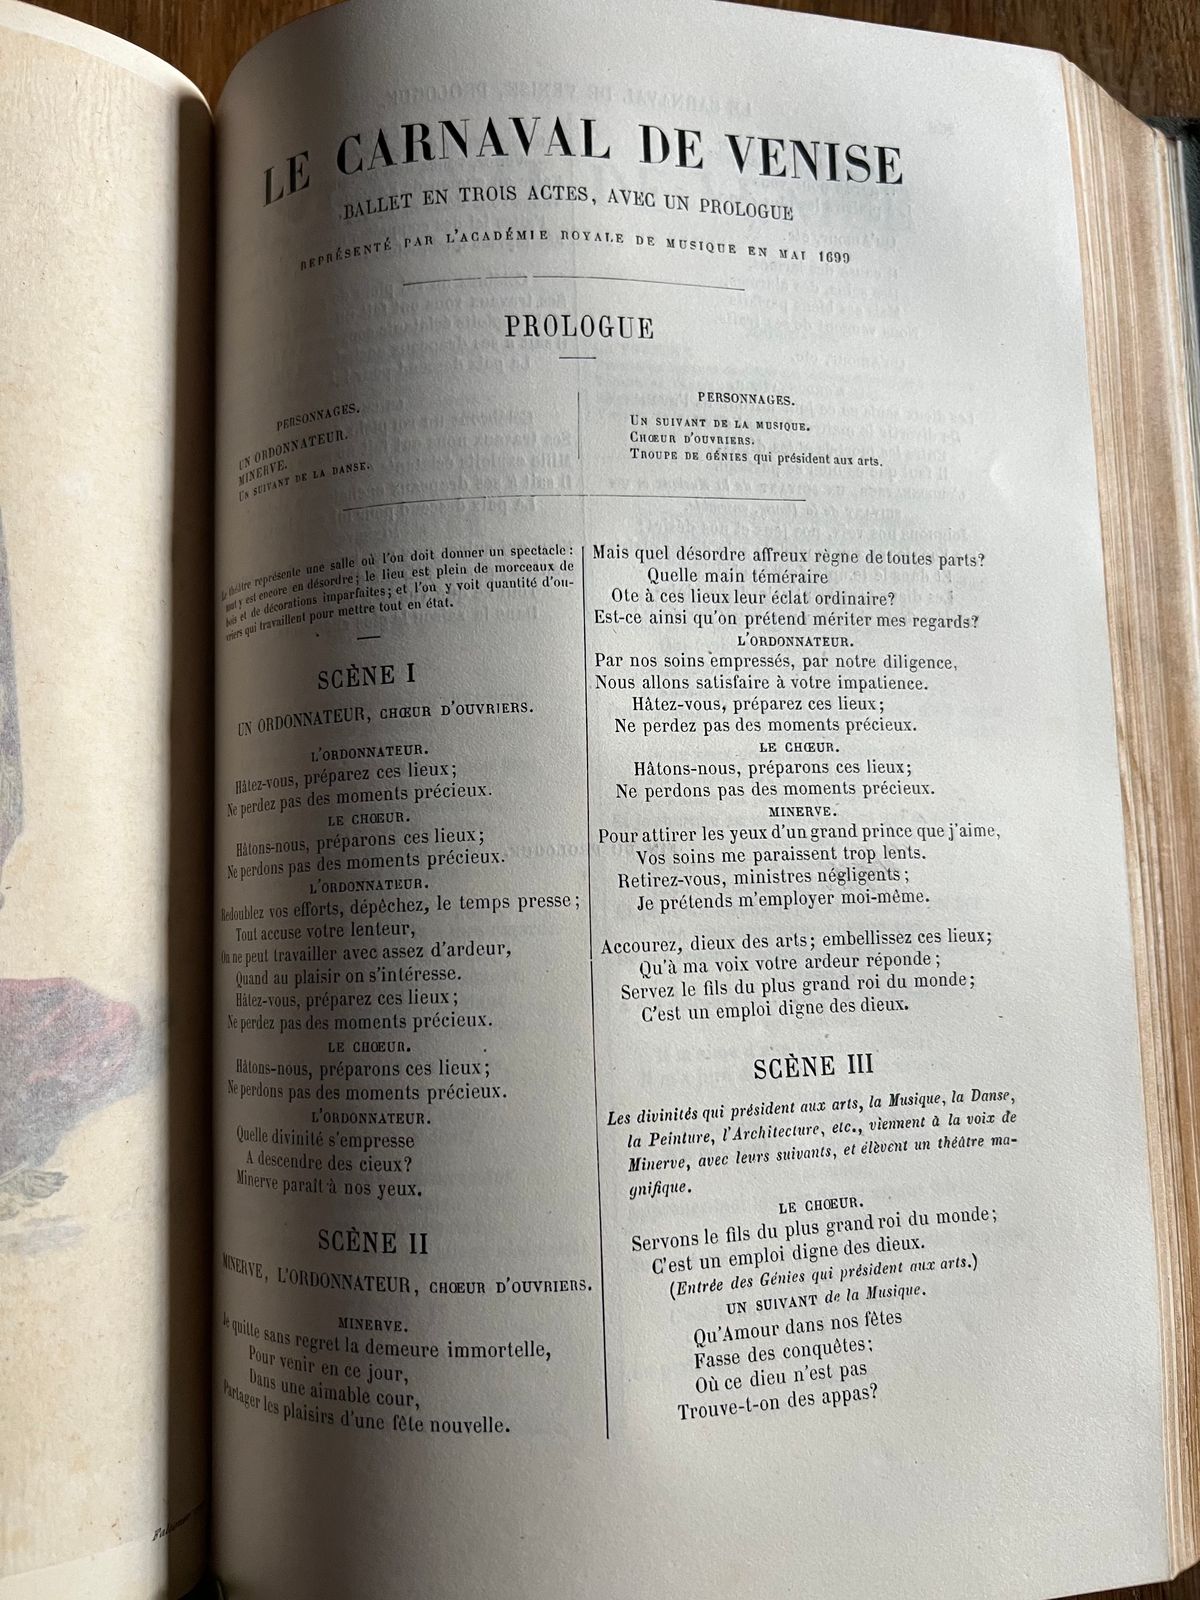 LE CARNAVAL DE VENISE
BALLET EN TROIS ACTES, AVEC UN PROLOGUE
REPRÉSENTÉ PAR L'ACADÉMIE ROYALE DE MUSIQUE EN MAI 1699
PROLOGUE
PERSONNAGES.
UN ORDONNATEUR.
MINERVE.
UN SUIVANT DE LA DANSE.
PERSONNAGES.
UN SUIVANT DE LA MUSIQUE.
CHŒUR D'OUVRIERS.
TROUPE DE GÉNIES qui président aux arts.
Le théâtre représente une salle où l'on doit donner un spectacle :
tout y est encore en désordre; le lieu est plein de morceaux de
bois et de décorations imparfaites; et l'on y voit quantité d'ou-
vriers qui travaillent pour mettre tout en état.
SCÈNE I
UN ORDONNATEUR, CHŒUR D'OUVRIERS.
L'ORDONNATEUR.
Hâtez-vous, préparez ces lieux;
Ne perdez pas des moments précieux.
LE CHŒUR.
Hâtons-nous, préparons ces lieux;
Ne perdons pas des moments précieux.
L'ORDONNATEUR.
Redoublez vos efforts, dépêchez, le temps presse;
Tout accuse votre lenteur,
On ne peut travailler avec assez d'ardeur,
Quand au plaisir on s'intéresse.
Hâtez-vous, préparez ces lieux;
Ne perdez pas des moments précieux.
LE CHŒUR.
Hâtons-nous, préparons ces lieux;
Ne perdons pas des moments précieux.
L'ORDONNATEUR.
Quelle divinité s'empresse
A descendre des cieux?
Minerve paraît à nos yeux.
SCÈNE II
MINERVE, L'ORDONNATEUR, CHŒUR D'OUVRIERS.
MINERVE.
Je quitte sans regret la demeure immortelle,
Pour venir en ce jour,
Dans une aimable cour,
Partager les plaisirs d'une fête nouvelle.
Mais quel désordre affreux règne de toutes parts?
Quelle main téméraire
Ote à ces lieux leur éclat ordinaire?
Est-ce ainsi qu'on prétend mériter mes regards?
L'ORDONNATEUR.
Par nos soins empressés, par notre diligence,
Nous allons satisfaire à votre impatience.
Hâtez-vous, préparez ces lieux;
Ne perdez pas des moments précieux.
LE CHŒUR.
Hâtons-nous, préparons ces lieux;
Ne perdons pas des moments précieux.
MINERVE.
Pour attirer les yeux d'un grand prince que j'aime,
Vos soins me paraissent trop lents.
Retirez-vous, ministres négligents;
Je prétends m'employer moi-même.
Accourez, dieux des arts; embellissez ces lieux;
Qu'à ma voix votre ardeur réponde;
Servez le fils du plus grand roi du monde;
C'est un emploi digne des dieux.
SCÈNE III
Les divinités qui président aux arts, la Musique, la Danse,
la Peinture, l'Architecture, etc., viennent à la voix de
Minerve, avec leurs suivants, et élèvent un théâtre ma-
gnifique.
LE CHŒUR.
Servons le fils du plus grand roi du monde;
C'est un emploi digne des dieux.
(Entrée des Génies qui président aux arts.)
UN SUIVANT de la Musique.
Qu'Amour dans nos fêtes
Fasse des conquêtes;
Où ce dieu n'est pas
Trouve-t-on des appas?